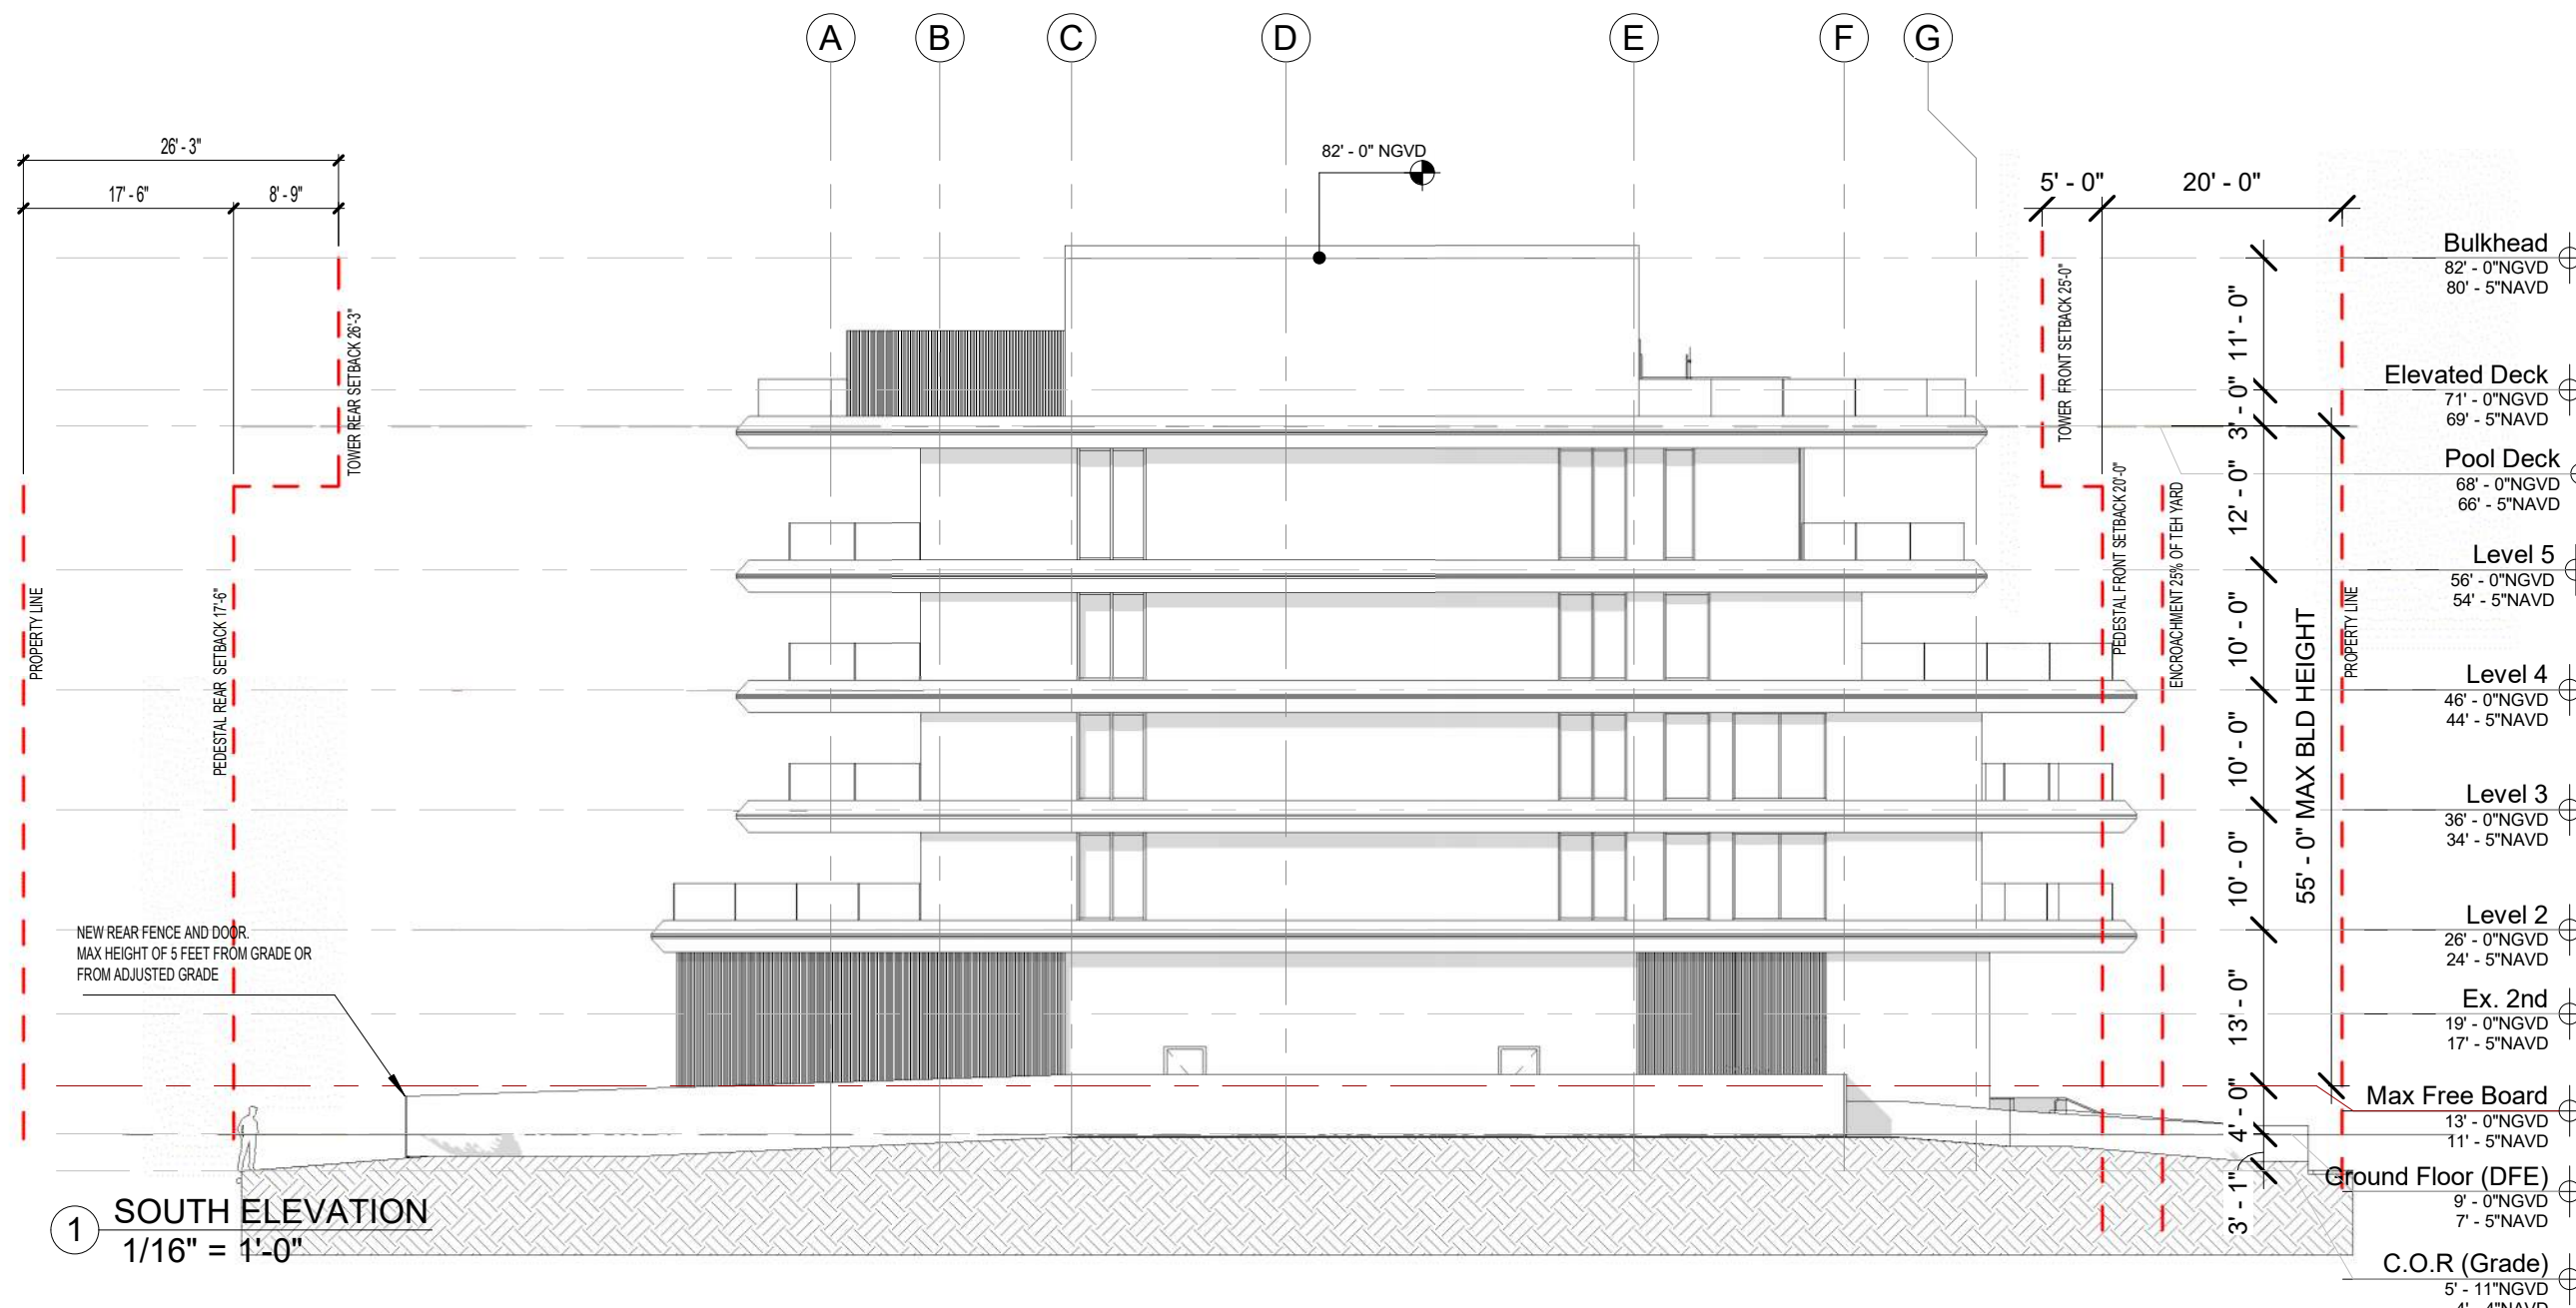 A B C D E F G
26' - 3"
17' - 6" 8' - 9"
82' - 0" NGVD
5' - 0" 20' - 0"
TOWER REAR SETBACK 26'-3"
PEDESTAL REAR SETBACK 17'-6"
PROPERTY LINE
TOWER FRONT SETBACK 25'-0"
PEDESTAL FRONT SETBACK 20'-0"
ENCROACHMENT 25% OF TEH YARD
PROPERTY LINE
55' - 0" MAX BLD HEIGHT
11' - 0"
3' - 0"
12' - 0"
10' - 0"
10' - 0"
10' - 0"
13' - 0"
4' - 0"
3' - 1"
Bulkhead
82' - 0"NGVD
80' - 5"NAVD
Elevated Deck
71' - 0"NGVD
69' - 5"NAVD
Pool Deck
68' - 0"NGVD
66' - 5"NAVD
Level 5
56' - 0"NGVD
54' - 5"NAVD
Level 4
46' - 0"NGVD
44' - 5"NAVD
Level 3
36' - 0"NGVD
34' - 5"NAVD
Level 2
26' - 0"NGVD
24' - 5"NAVD
Ex. 2nd
19' - 0"NGVD
17' - 5"NAVD
Max Free Board
13' - 0"NGVD
11' - 5"NAVD
Ground Floor (DFE)
9' - 0"NGVD
7' - 5"NAVD
C.O.R (Grade)
5' - 11"NGVD
4' - 4"NAVD
NEW REAR FENCE AND DOOR.
MAX HEIGHT OF 5 FEET FROM GRADE OR
FROM ADJUSTED GRADE
1 SOUTH ELEVATION
1/16" = 1'-0"